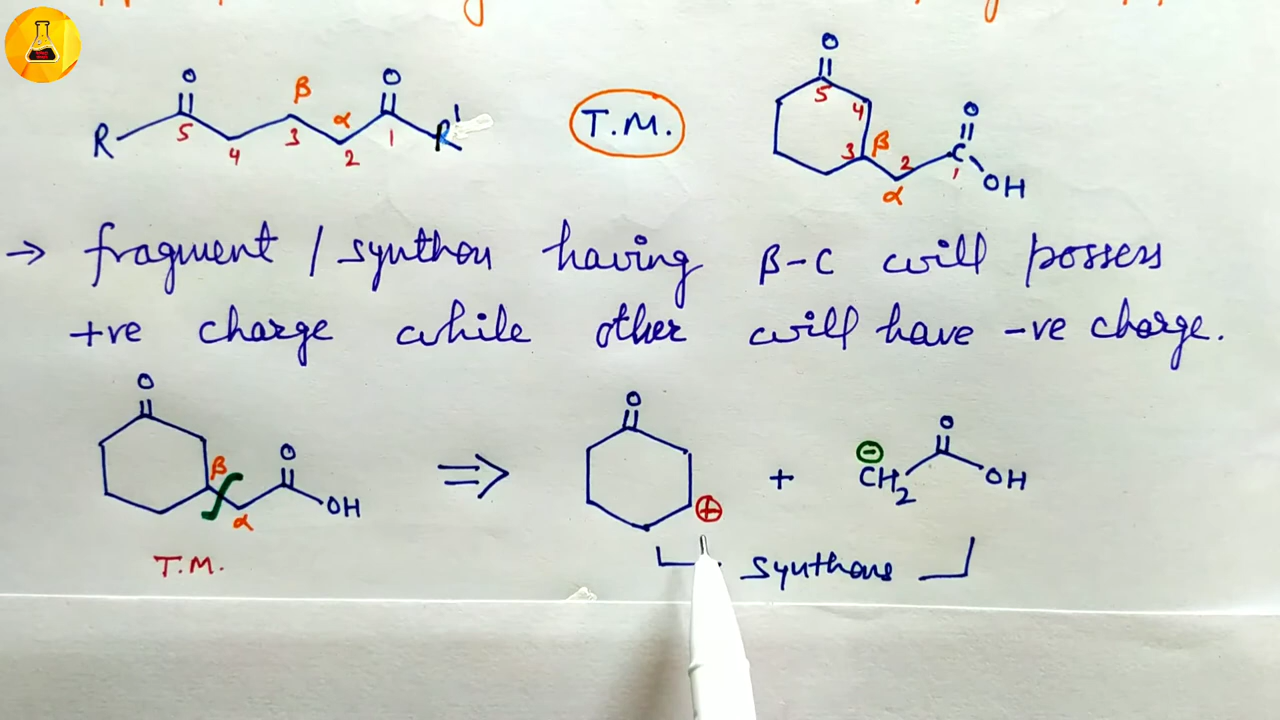 O O
β α
R 5 4 3 2 1 R'
T.M.
O
5 4 3 β 2 α C 1 O OH
→ fragment / synthon having β-C will possess
+ve charge while other will have -ve charge.
O β α O OH
⇒
O ⊕ + ⊖ CH2 O OH
T.M.
synthons